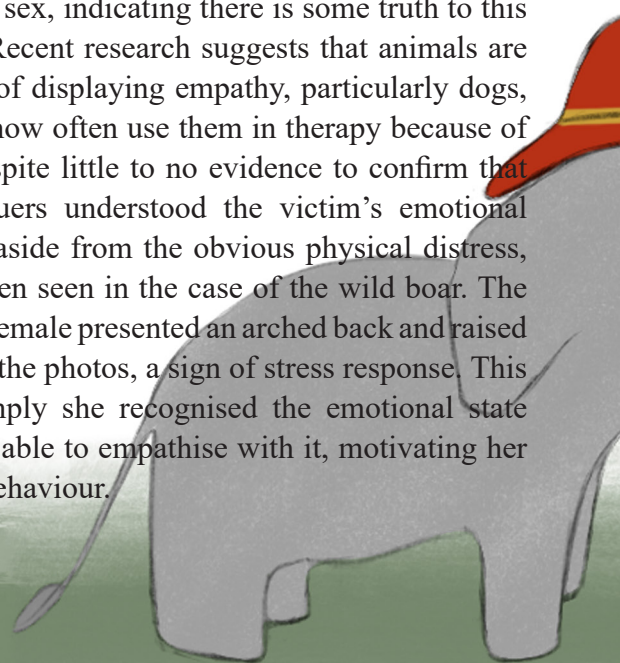 sex, indicating there is some truth to this
Recent research suggests that animals are
of displaying empathy, particularly dogs,
now often use them in therapy because of
spite little to no evidence to confirm that
uers understood the victim’s emotional
aside from the obvious physical distress,
en seen in the case of the wild boar. The
emale presented an arched back and raised
the photos, a sign of stress response. This
mply she recognised the emotional state
able to empathise with it, motivating her
ehaviour.